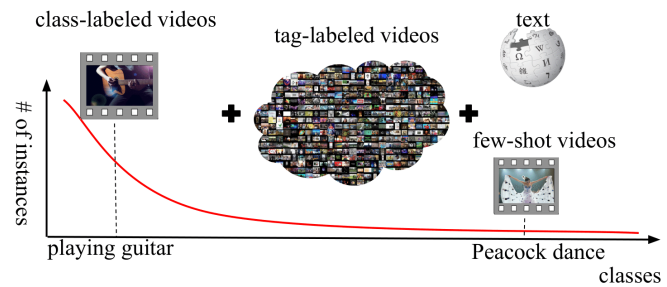 class-labeled videos
tag-labeled videos
text
# of instances
few-shot videos
playing guitar
Peacock dance
classes